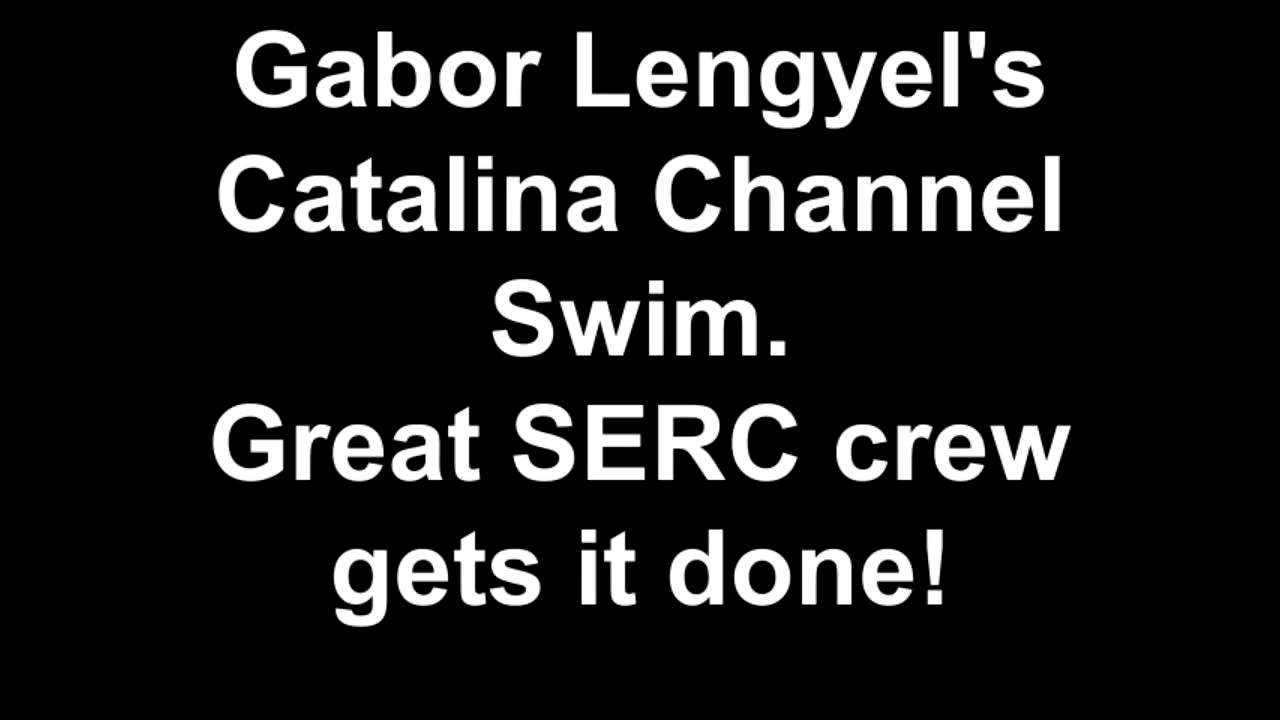 Gabor Lengyel's
Catalina Channel
Swim.
Great SERC crew
gets it done!